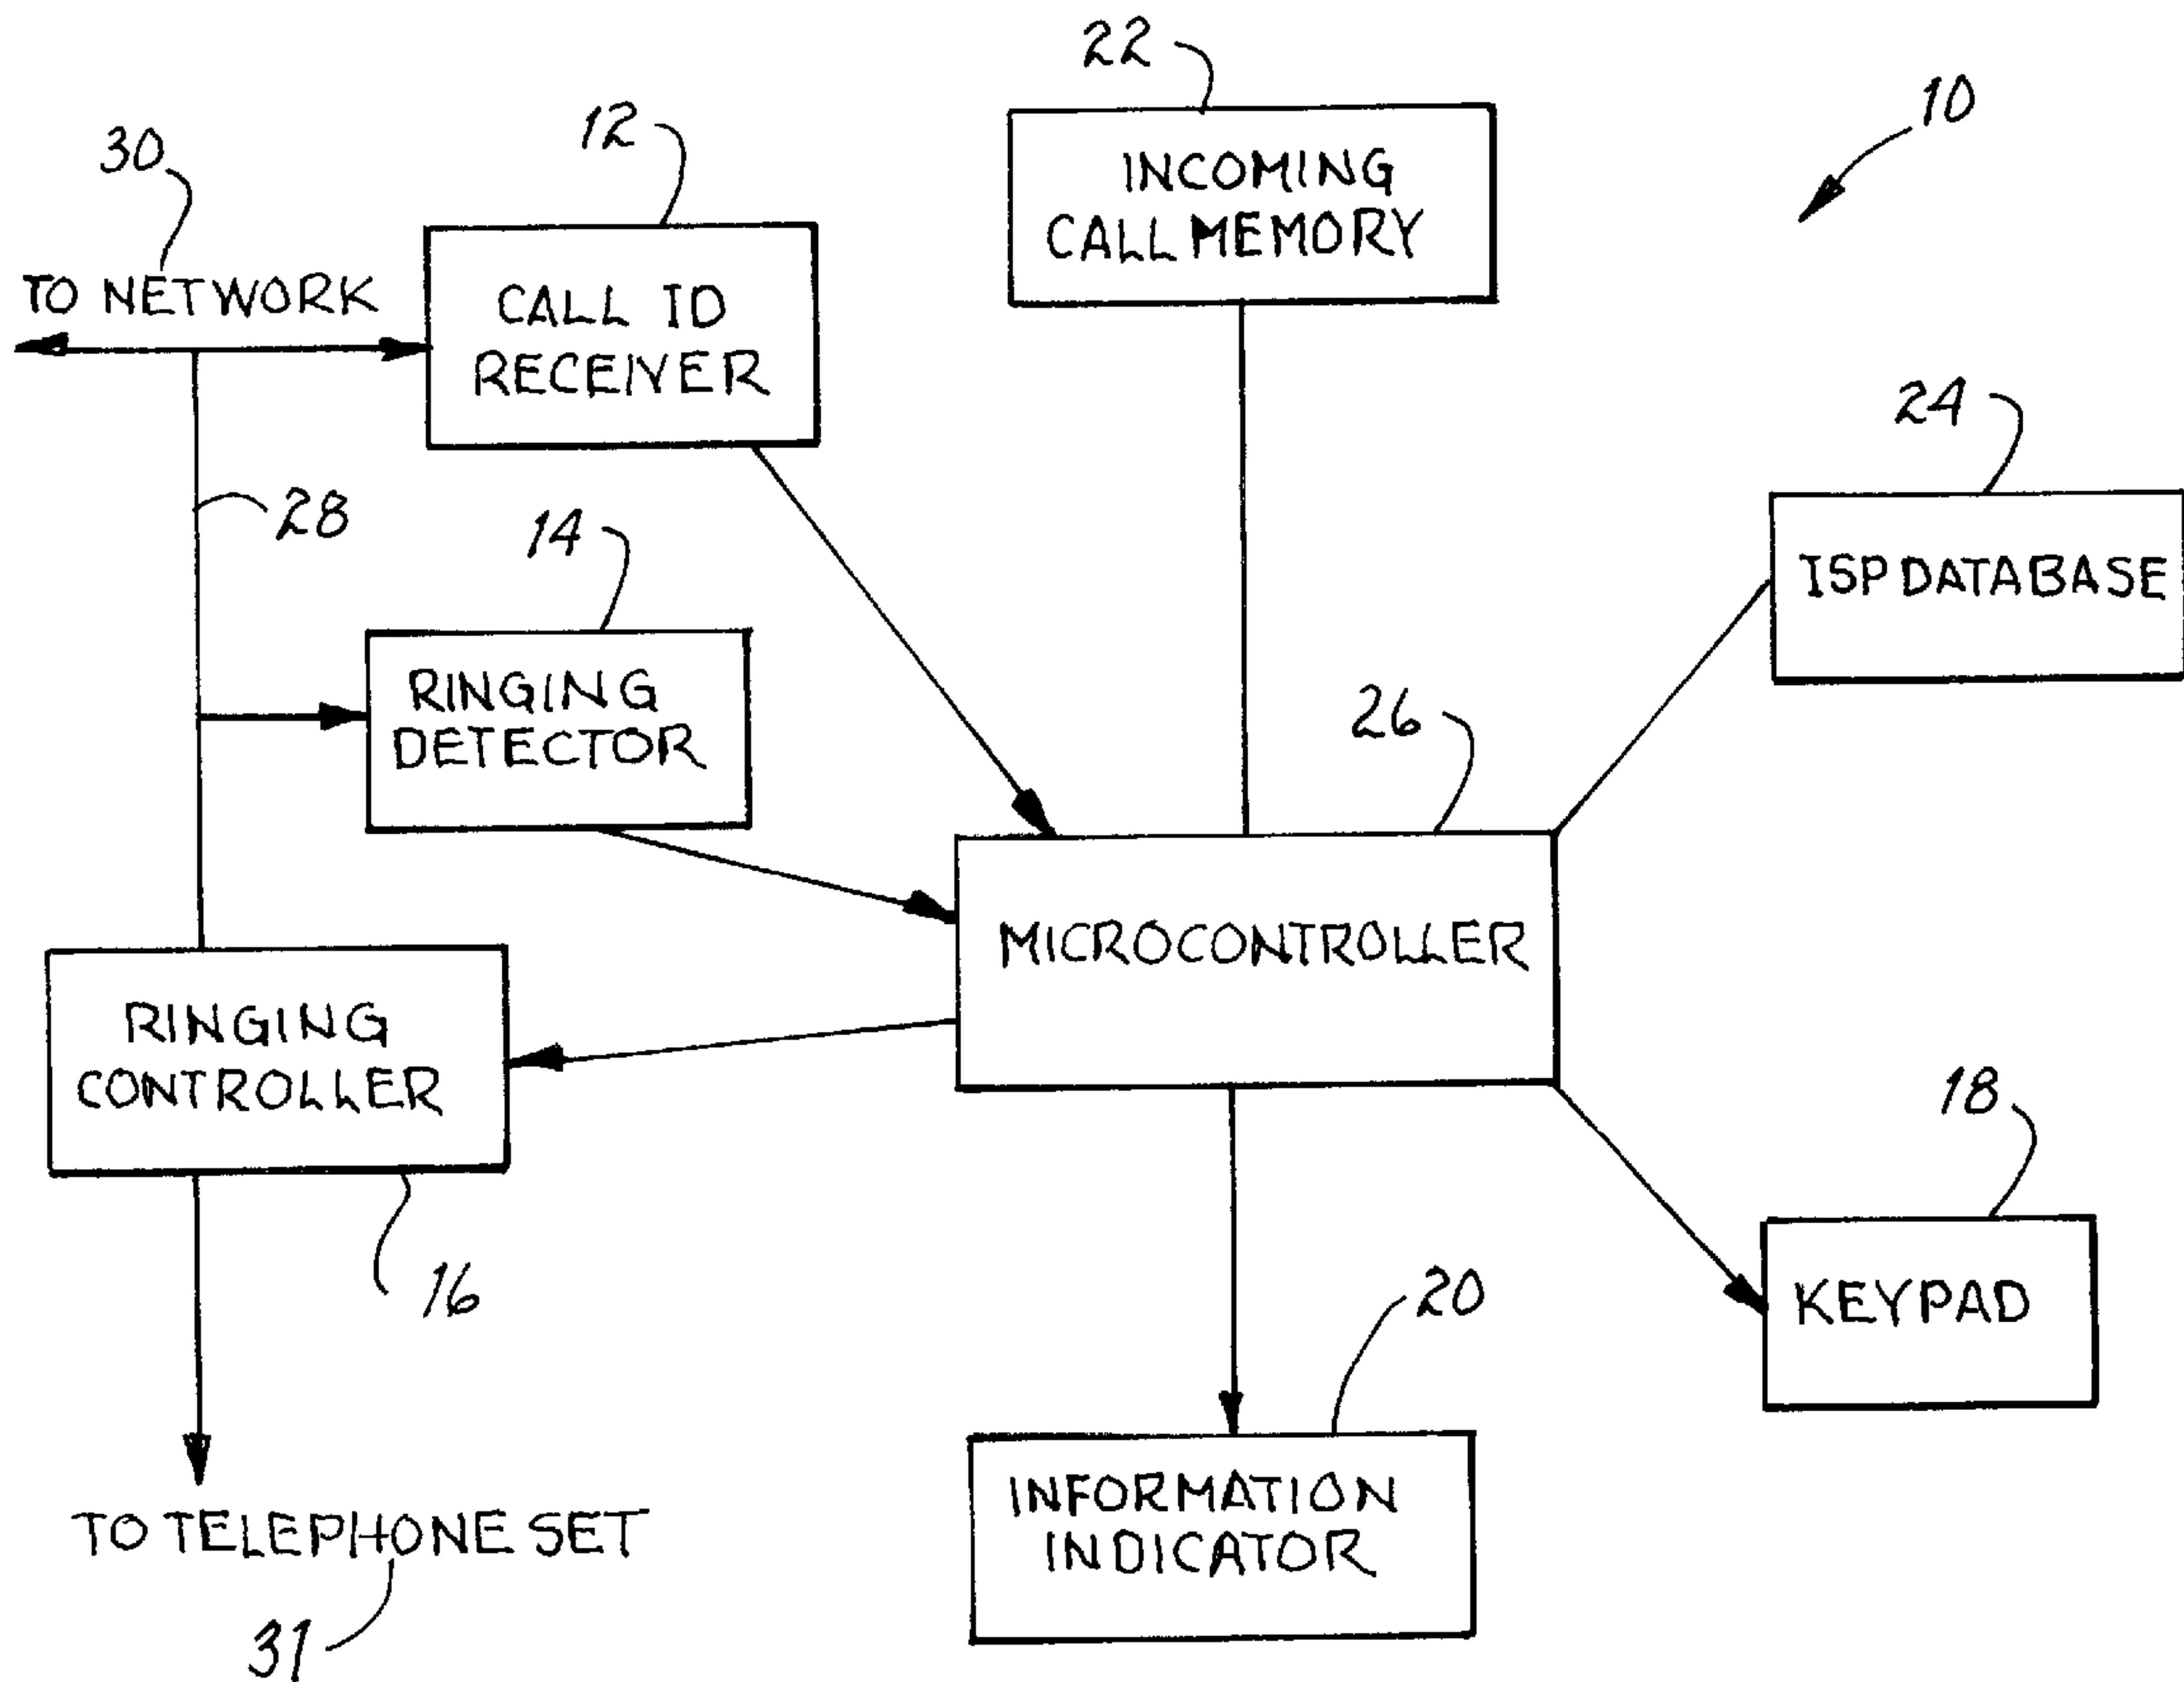 22
10
12
30
INCOMING
CALL MEMORY
TO NETWORK
CALL ID
RECEIVER
24
28
14
ISP DATABASE
RINGING
DETECTOR
26
MICROCONTROLLER
RINGING
CONTROLLER
18
16
20
KEYPAD
INFORMATION
INDICATOR
TO TELEPHONE SET
31